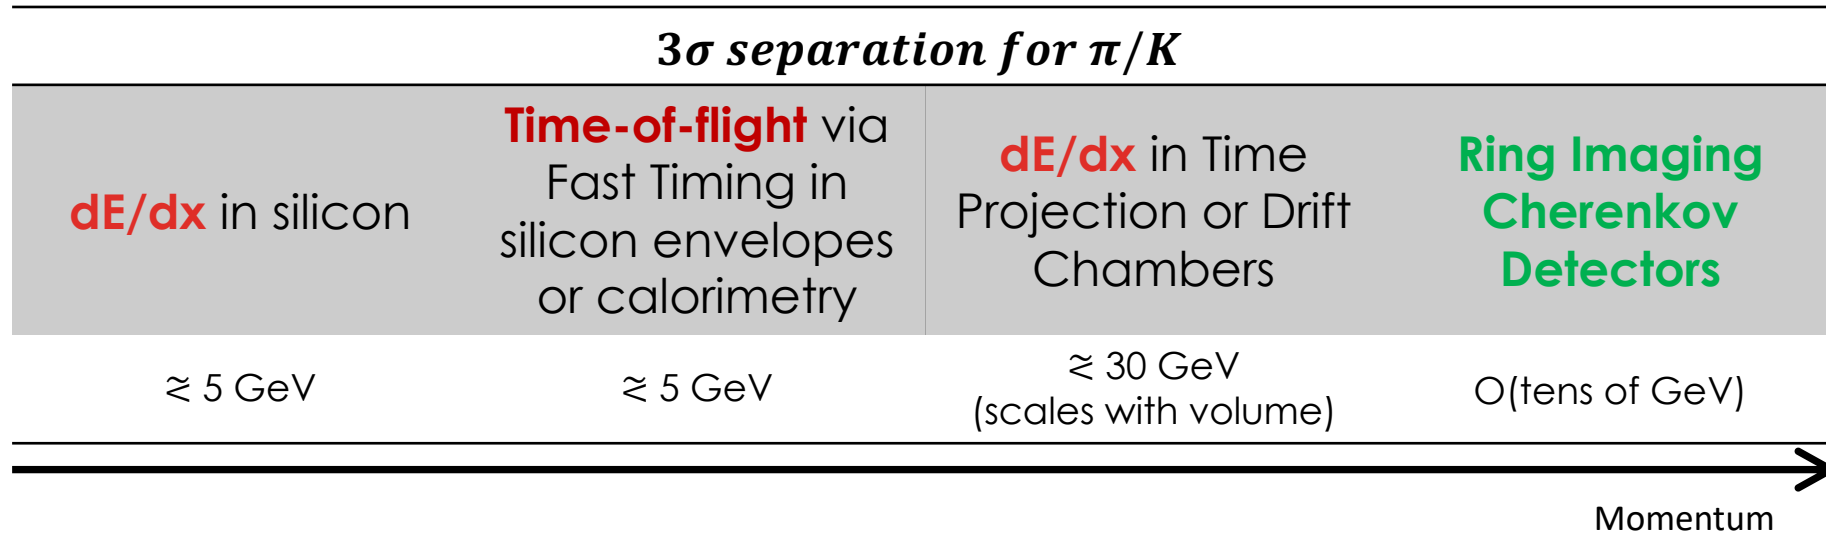 3σ separation for π/K
dE/dx in silicon
Time-of-flight via
Fast Timing in
silicon envelopes
or calorimetry
dE/dx in Time
Projection or Drift
Chambers
Ring Imaging
Cherenkov
Detectors
⪝ 5 GeV
⪝ 5 GeV
⪝ 30 GeV
(scales with volume)
O(tens of GeV)
Momentum